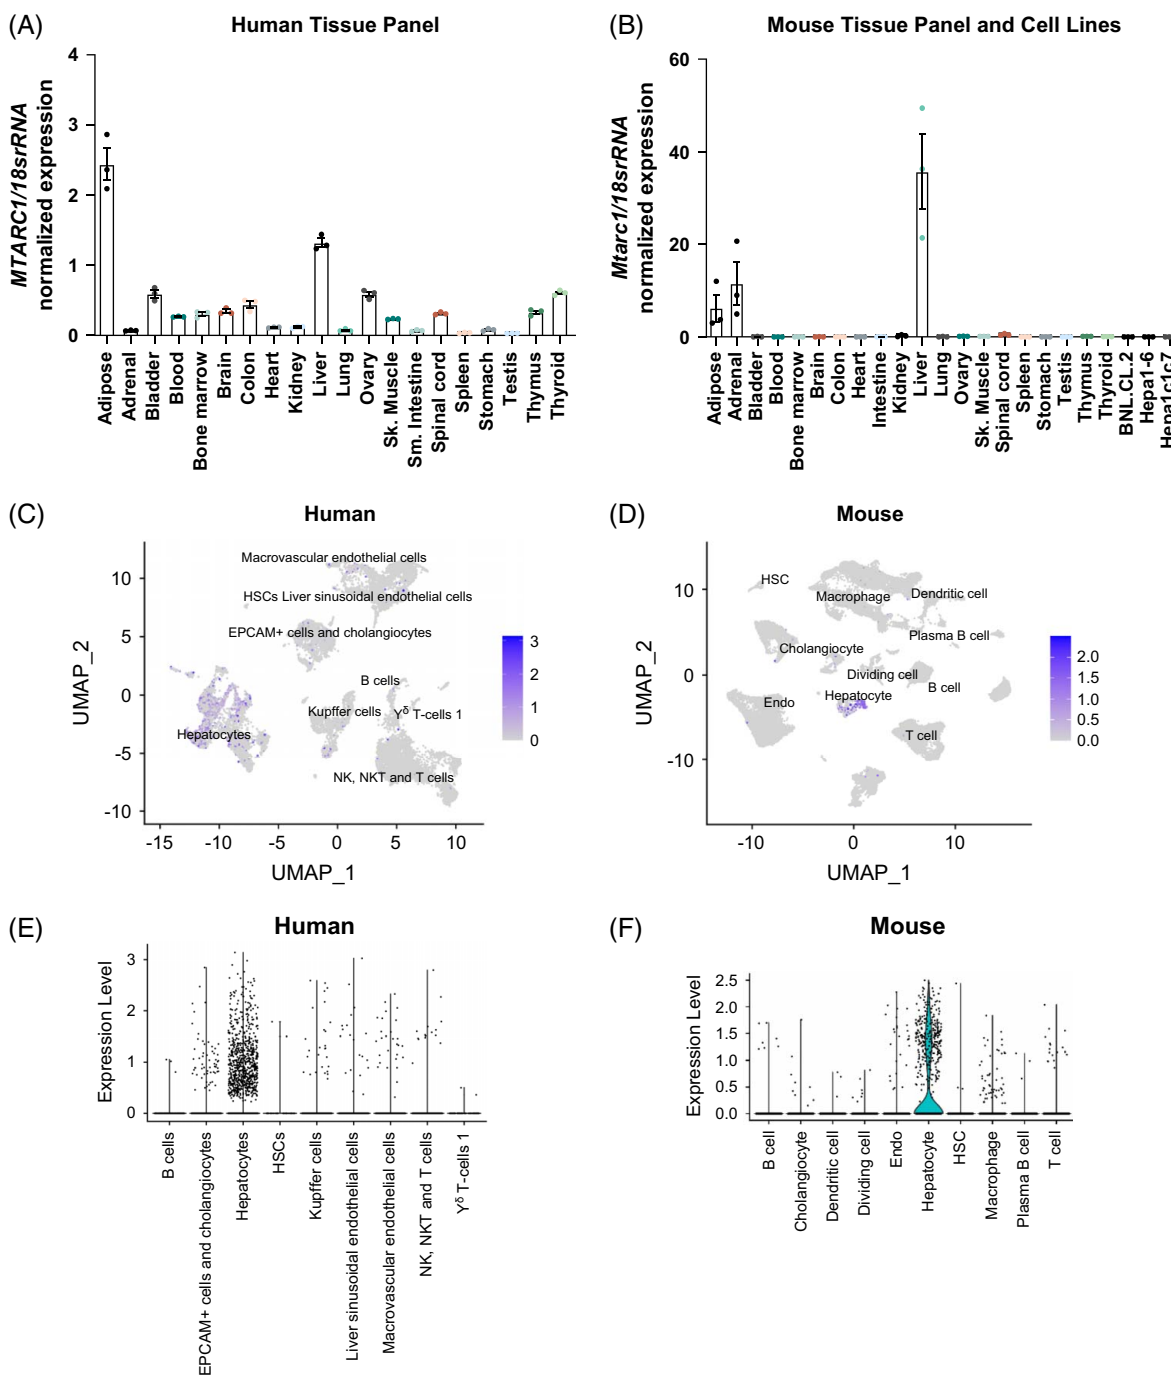 (A)
Human Tissue Panel
MTARC1/18srRNA
normalized expression
4
3
2
1
0
Adipose
Adrenal
Bladder
Blood
Bone marrow
Brain
Colon
Heart
Kidney
Liver
Lung
Ovary
Sk. Muscle
Sm. Intestine
Spinal cord
Spleen
Stomach
Testis
Thymus
Thyroid
(B)
Mouse Tissue Panel and Cell Lines
Mtarc1/18srRNA
normalized expression
60
40
20
0
Adipose
Adrenal
Bladder
Blood
Bone marrow
Brain
Colon
Heart
Intestine
Kidney
Liver
Lung
Ovary
Sk. Muscle
Spinal cord
Spleen
Stomach
Testis
Thymus
Thyroid
BNL.CL.2
Hepa1-6
Hepa1c1c7
(C)
Human
UMAP_2
10
5
0
-5
-10
Macrovascular endothelial cells
HSCs Liver sinusoidal endothelial cells
EPCAM+ cells and cholangiocytes
B cells
Kupffer cells
Yδ T-cells 1
Hepatocytes
NK, NKT and T cells
3
2
1
0
-15
-10
-5
0
5
10
UMAP_1
(D)
Mouse
UMAP_2
10
0
-10
HSC
Macrophage
Dendritic cell
Plasma B cell
Cholangiocyte
Dividing cell
B cell
Hepatocyte
Endo
T cell
2.0
1.5
1.0
0.5
0.0
-10
0
10
UMAP_1
(E)
Human
Expression Level
3
2
1
0
B cells
EPCAM+ cells and cholangiocytes
Hepatocytes
HSCs
Kupffer cells
Liver sinusoidal endothelial cells
Macrovascular endothelial cells
NK, NKT and T cells
Yδ T-cells 1
(F)
Mouse
Expression Level
2.5
2.0
1.5
1.0
0.5
0.0
B cell
Cholangiocyte
Dendritic cell
Dividing cell
Endo
Hepatocyte
HSC
Macrophage
Plasma B cell
T cell